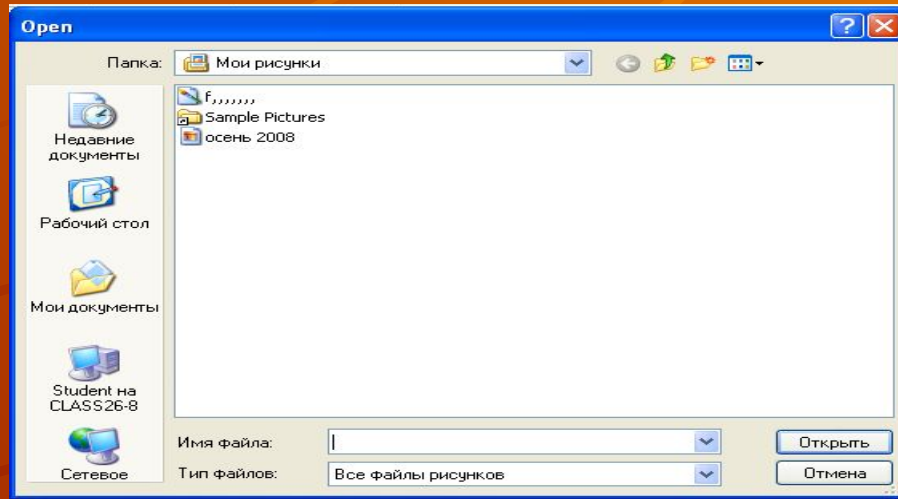 Open
Папка: Мои рисунки
f,,,,,,,
Sample Pictures
осень 2008
Недавние
документы
Рабочий стол
Мои документы
Student на
CLASS26-8
Сетевое
Имя файла:
Открыть
Тип файлов: Все файлы рисунков
Отмена